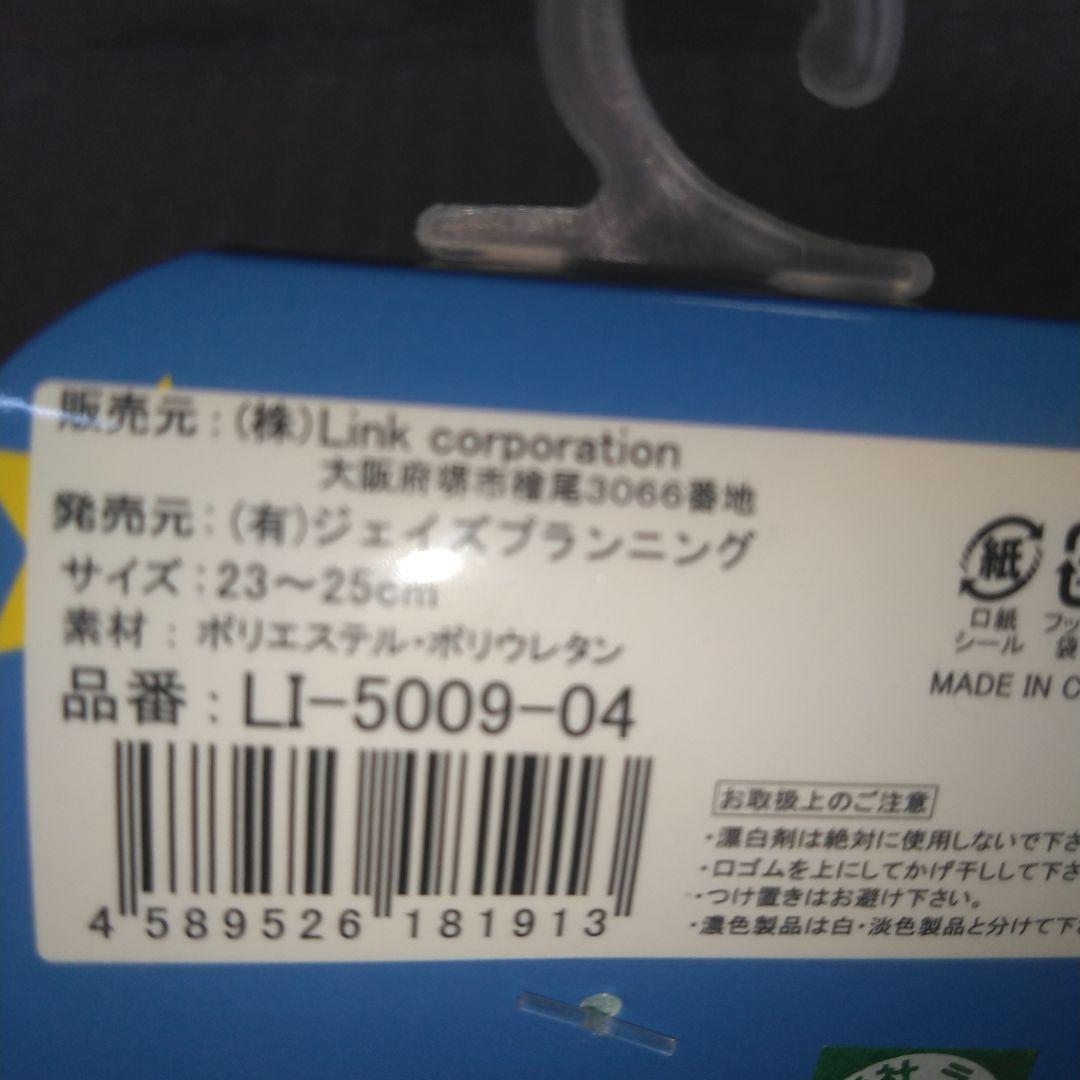 販売元:(株)Link corporation
大阪府堺市檜尾3066番地
発売元:(有)ジェイズプランニング
サイズ:23～25cm
素材:ポリエステル・ポリウレタン
品番:LI-5009-04
4 589526 181913
紙
口紙
シール
フッ
袋
MADE IN C
お取扱上のご注意
・漂白剤は絶対に使用しないで下さ
・口ゴムを上にしてかげ干しして下さ
・つけ置きはお避け下さい。
・濃色製品は白・淡色製品と分けて下